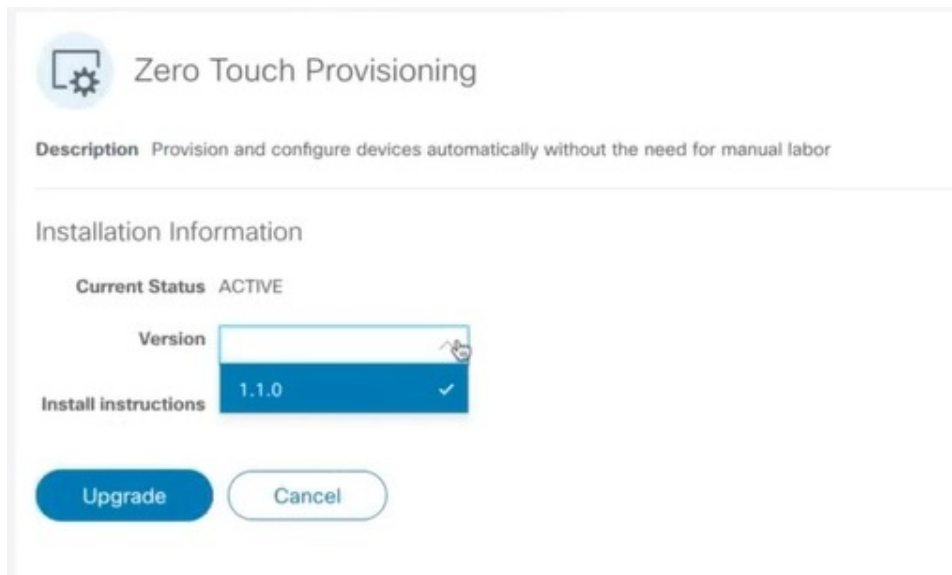 Zero Touch Provisioning
Description Provision and configure devices automatically without the need for manual labor
Installation Information
Current Status ACTIVE
Version
1.1.0
Install instructions
Upgrade Cancel